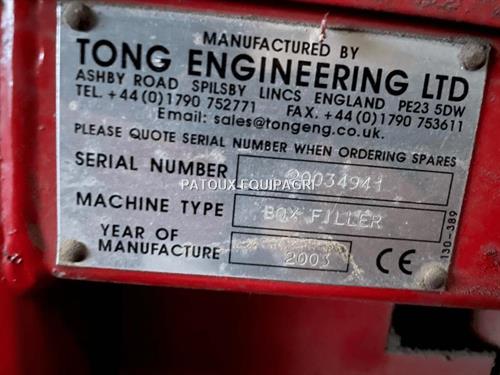 MANUFACTURED BY
TONG ENGINEERING LTD
ASHBY ROAD SPILSBY LINCS ENGLAND PE23 5DW
TEL. +44(0)1790 752771 FAX. +44(0)1790 753611
Email: sales@tongeng.co.uk.
PLEASE QUOTE SERIAL NUMBER WHEN ORDERING SPARES
SERIAL NUMBER 20034941
PATOUX EQUIPAGRI
MACHINE TYPE BOX FILLER
YEAR OF
MANUFACTURE 2003 CE
130-389